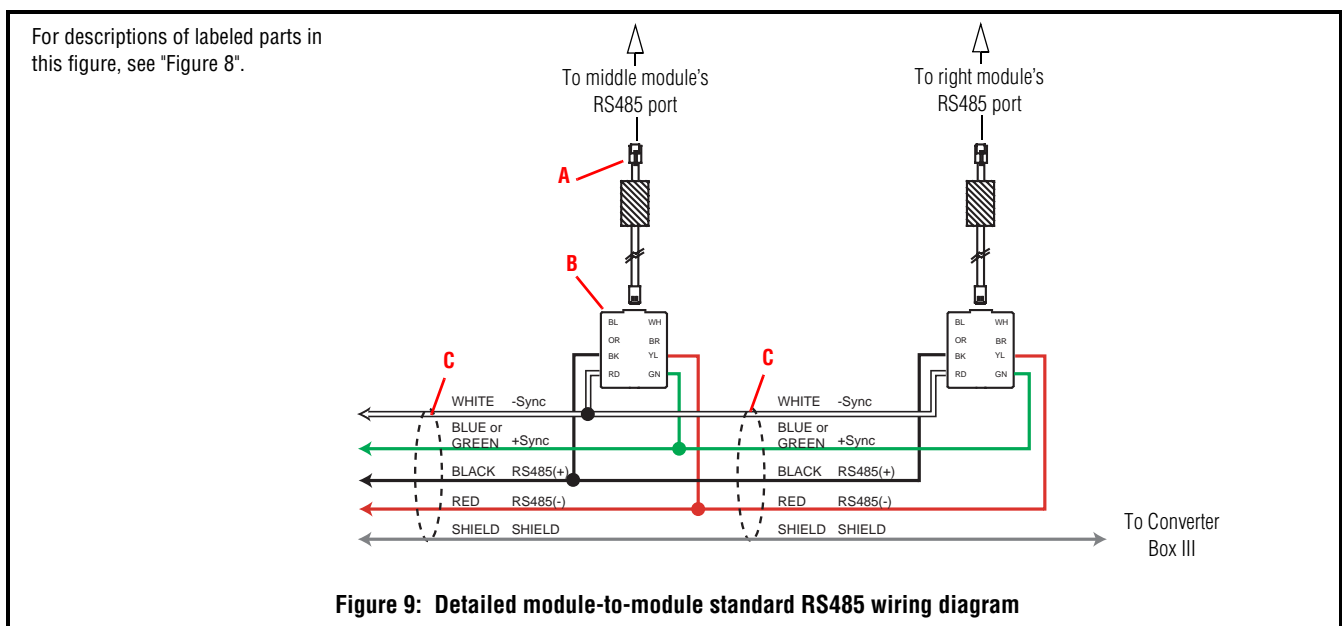 For descriptions of labeled parts in
this figure, see "Figure 8".
To middle module's
RS485 port
To right module's
RS485 port
A
B
BL WH
OR BR
BK YL
RD GN
BL WH
OR BR
BK YL
RD GN
C
C
WHITE -Sync
BLUE or
GREEN +Sync
BLACK RS485(+)
RED RS485(-)
SHIELD SHIELD
WHITE -Sync
BLUE or
GREEN +Sync
BLACK RS485(+)
RED RS485(-)
SHIELD SHIELD
To Converter
Box III
Figure 9: Detailed module-to-module standard RS485 wiring diagram